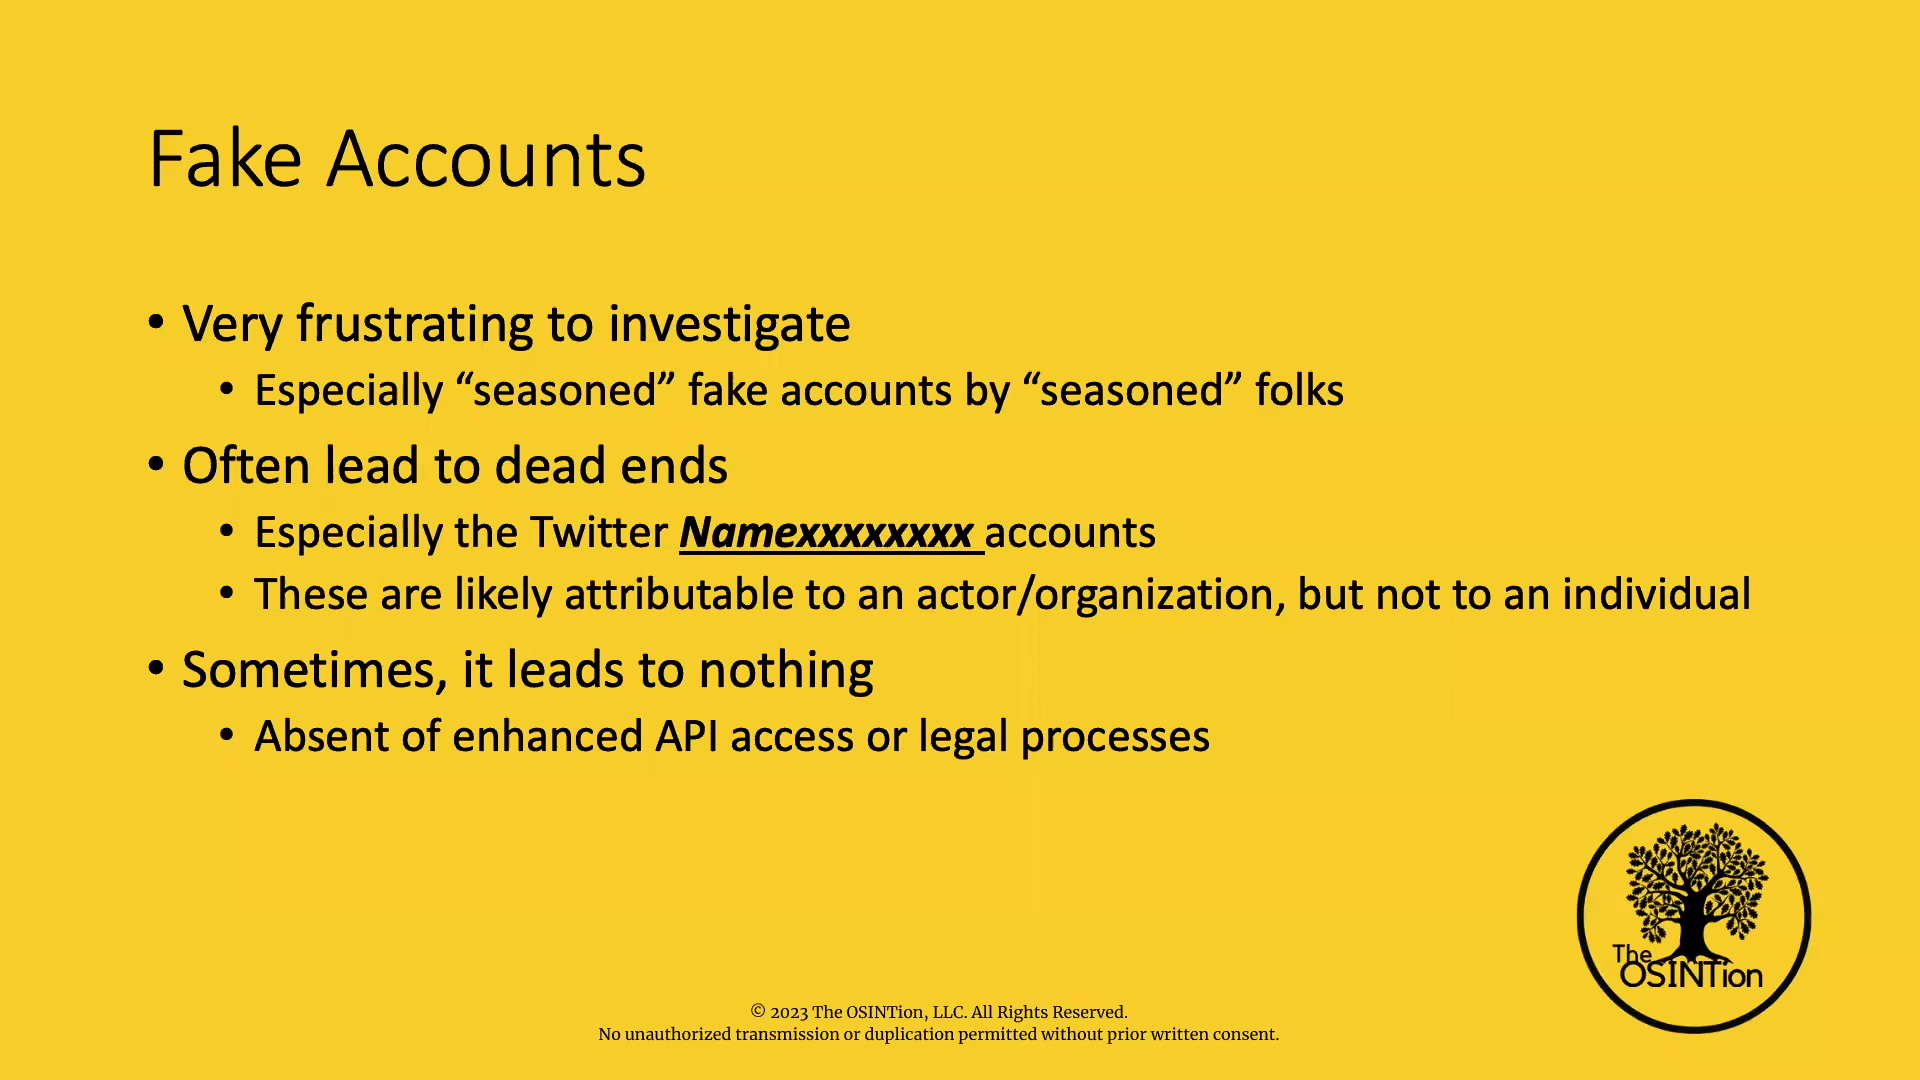 Fake Accounts
• Very frustrating to investigate
• Especially “seasoned” fake accounts by “seasoned” folks
• Often lead to dead ends
• Especially the Twitter Namexxxxxxxx accounts
• These are likely attributable to an actor/organization, but not to an individual
• Sometimes, it leads to nothing
• Absent of enhanced API access or legal processes
The
OSINTion
© 2023 The OSINTion, LLC. All Rights Reserved.
No unauthorized transmission or duplication permitted without prior written consent.